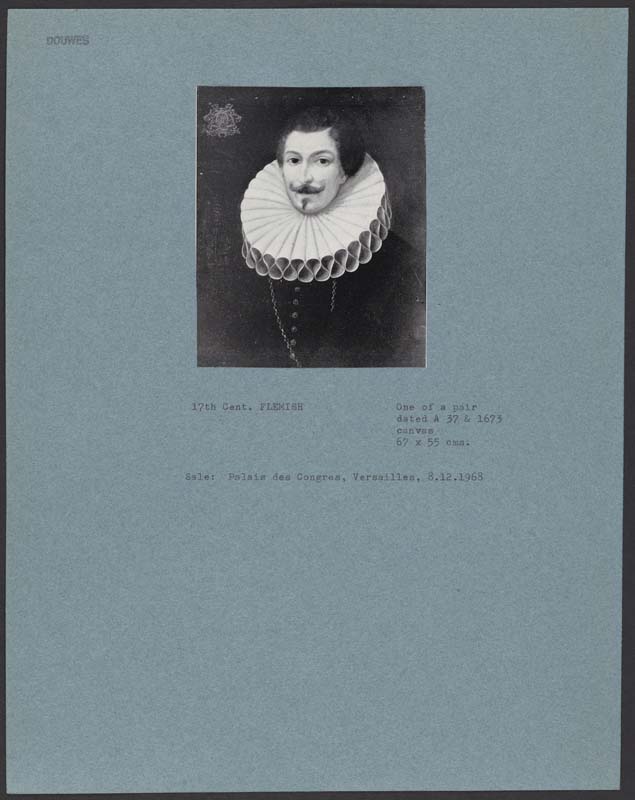 DOUWES
17th Cent. FLEMISH
One of a pair
dated A 37 & 1673
canvas
67 x 55 cms.
Sale: Palais des Congres, Versailles, 8.12.1968